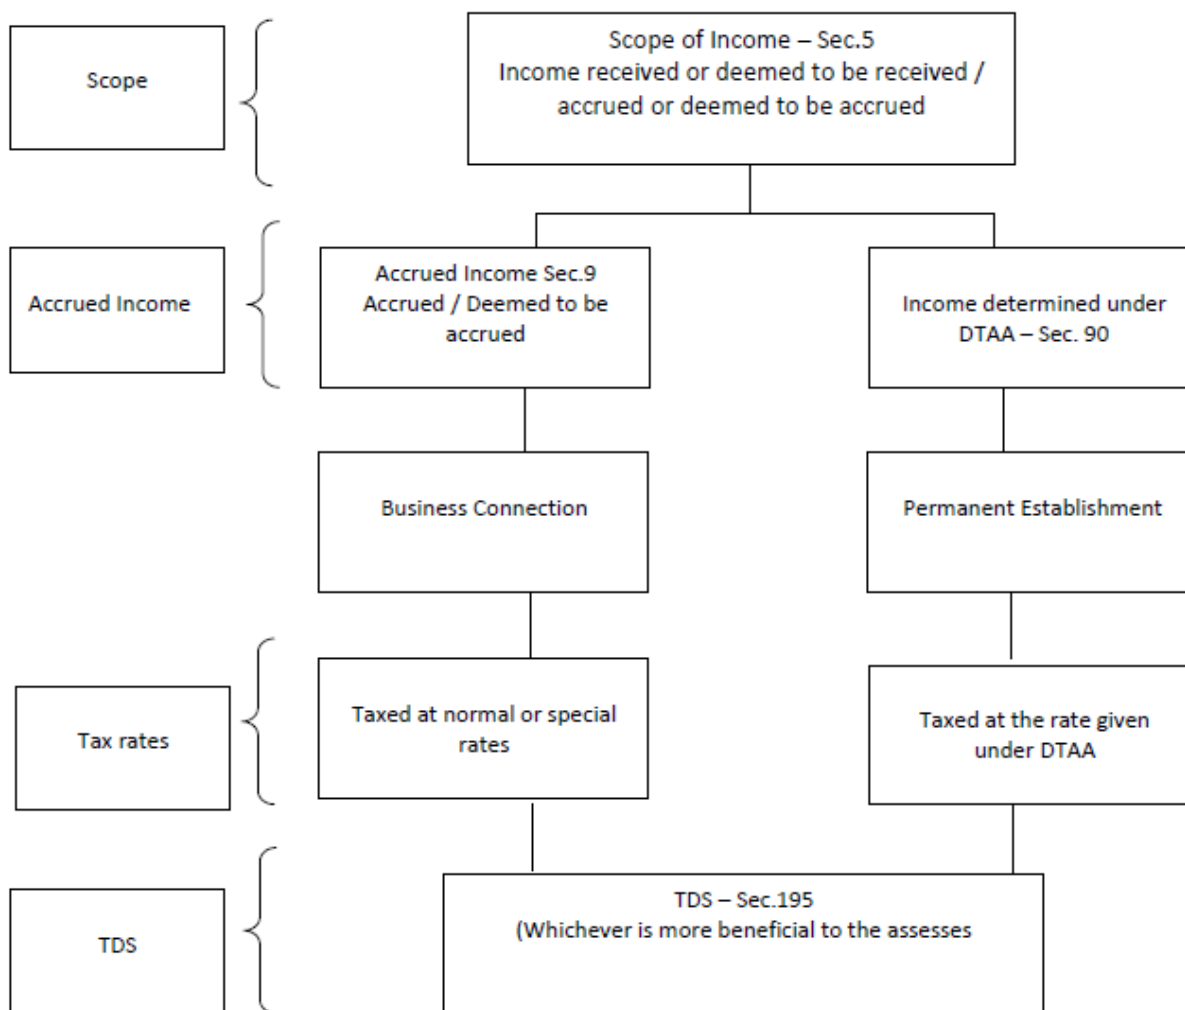 Scope
Scope of Income – Sec.5
Income received or deemed to be received /
accrued or deemed to be accrued
Accrued Income
Accrued Income Sec.9
Accrued / Deemed to be
accrued
Income determined under
DTAA – Sec. 90
Business Connection
Permanent Establishment
Tax rates
Taxed at normal or special
rates
Taxed at the rate given
under DTAA
TDS
TDS – Sec.195
(Whichever is more beneficial to the assesses